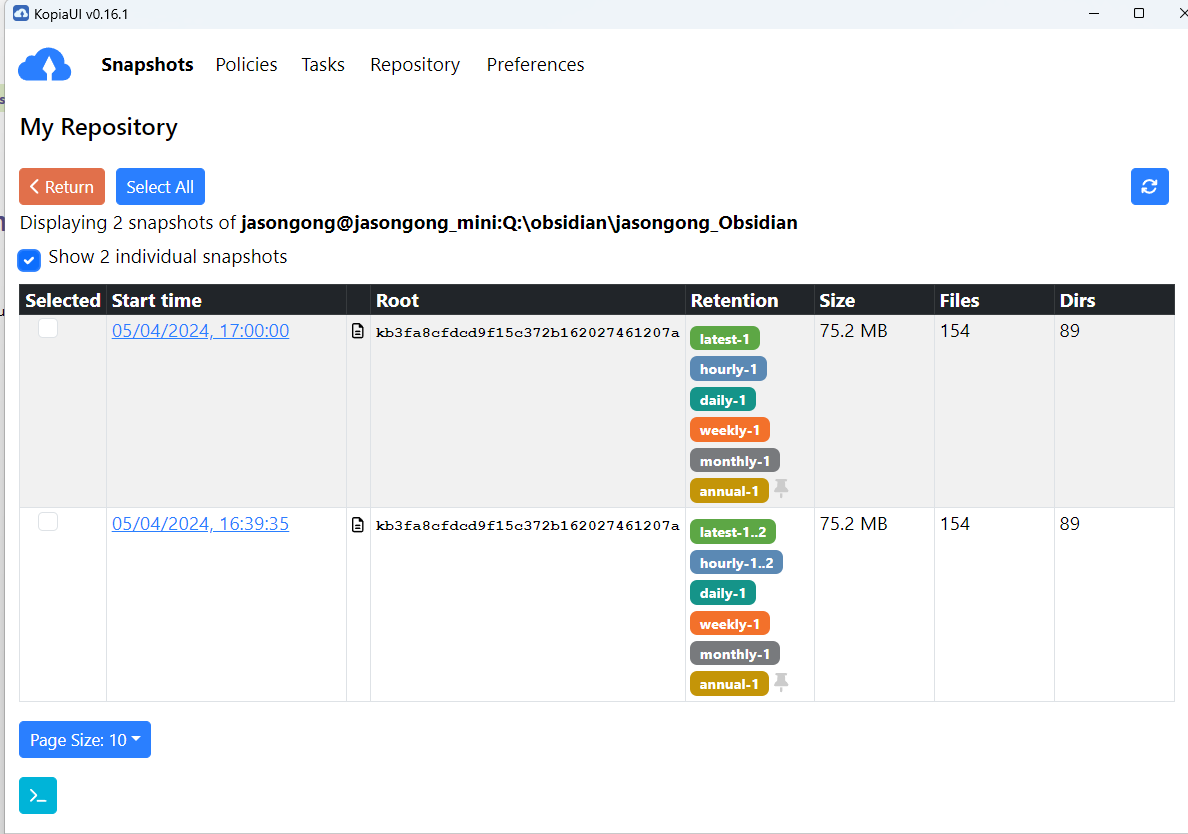 KopiaUI v0.16.1
Snapshots Policies Tasks Repository Preferences
My Repository
Return Select All
Displaying 2 snapshots of jasongong@jasongong_mini:Q:\obsidian\jasongong_Obsidian
Show 2 individual snapshots
Selected Start time Root Retention Size Files Dirs
05/04/2024, 17:00:00 kb3fa8cfdcd9f15c372b162027461207a latest-1 75.2 MB 154 89
hourly-1
daily-1
weekly-1
monthly-1
annual-1
05/04/2024, 16:39:35 kb3fa8cfdcd9f15c372b162027461207a latest-1..2 75.2 MB 154 89
hourly-1..2
daily-1
weekly-1
monthly-1
annual-1
Page Size: 10